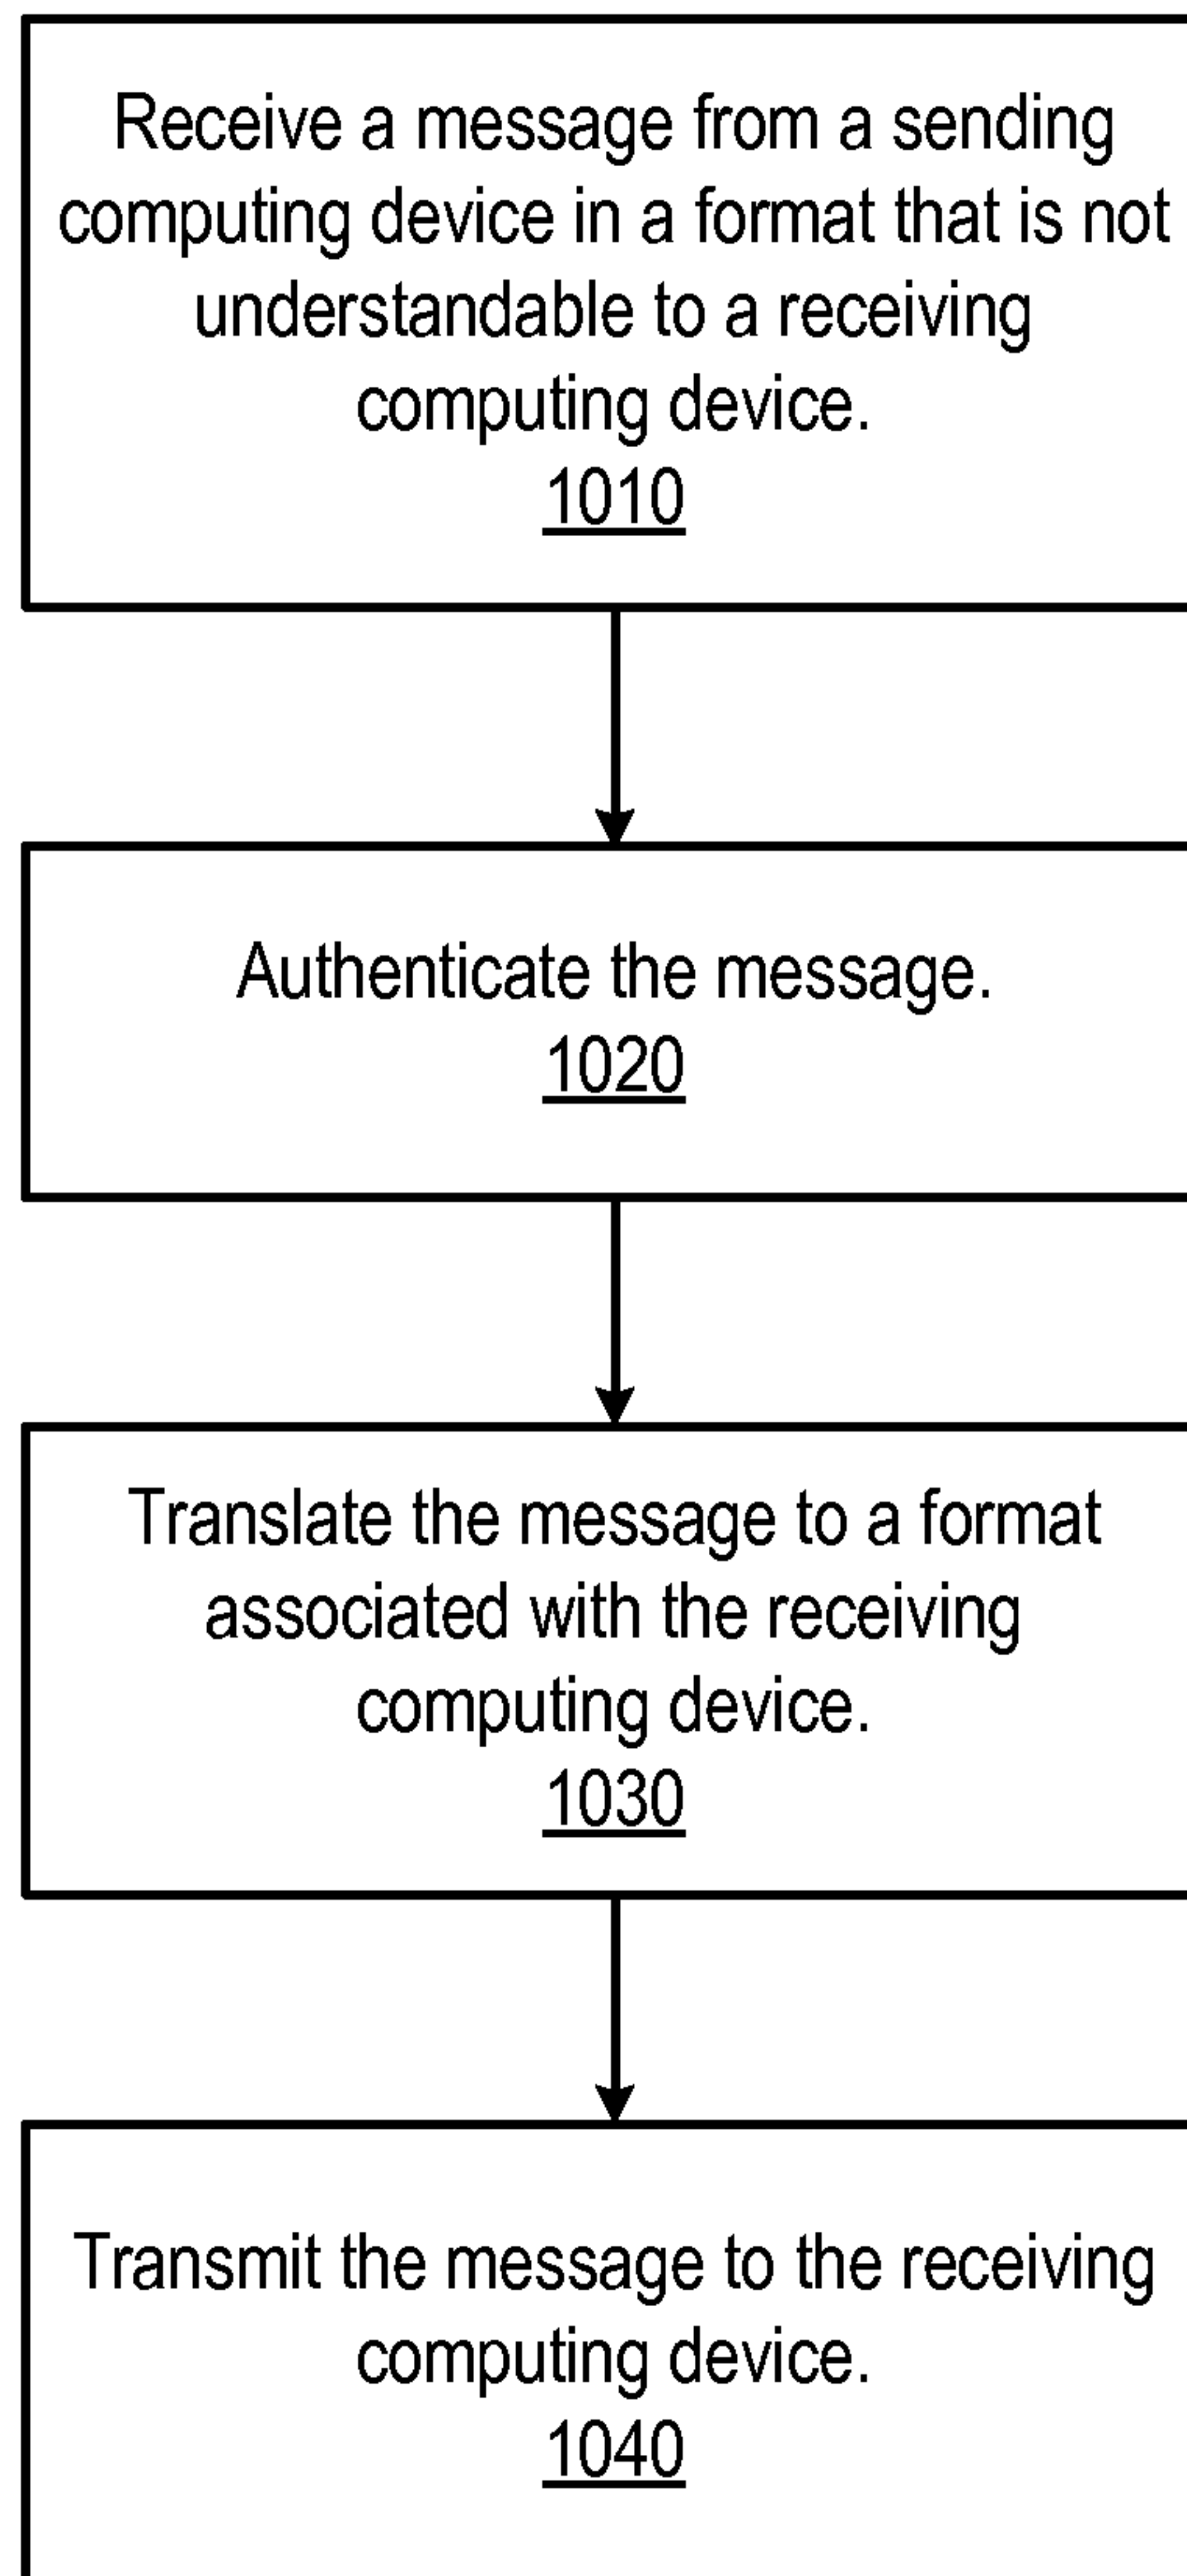 Receive a message from a sending
computing device in a format that is not
understandable to a receiving
computing device.
1010
Authenticate the message.
1020
Translate the message to a format
associated with the receiving
computing device.
1030
Transmit the message to the receiving
computing device.
1040